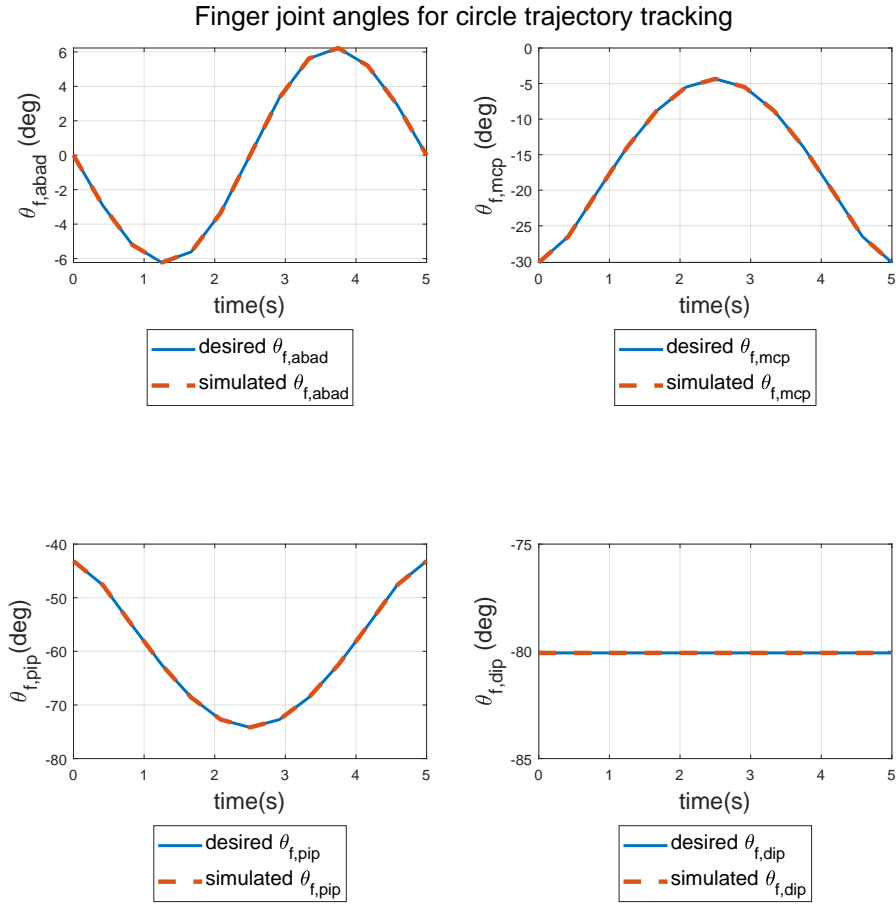 Finger joint angles for circle trajectory tracking
6
4
2
0
-2
-4
-6
θf,abad (deg)
0 1 2 3 4 5
time(s)
desired θf,abad
simulated θf,abad
0
-5
-10
-15
-20
-25
-30
θf,mcp (deg)
0 1 2 3 4 5
time(s)
desired θf,mcp
simulated θf,mcp
-40
-50
-60
-70
-80
θf,pip(deg)
0 1 2 3 4 5
time(s)
desired θf,pip
simulated θf,pip
-75
-80
-85
θf,dip (deg)
0 1 2 3 4 5
time(s)
desired θf,dip
simulated θf,dip